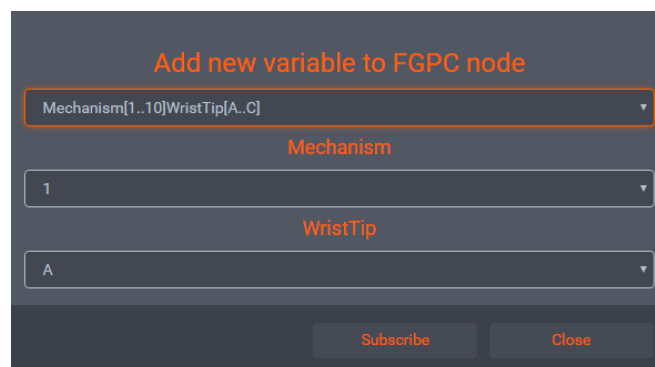 Add new variable to FGPC node
Mechanism[1..10]WristTip[A..C]
Mechanism
1
WristTip
A
Subscribe Close